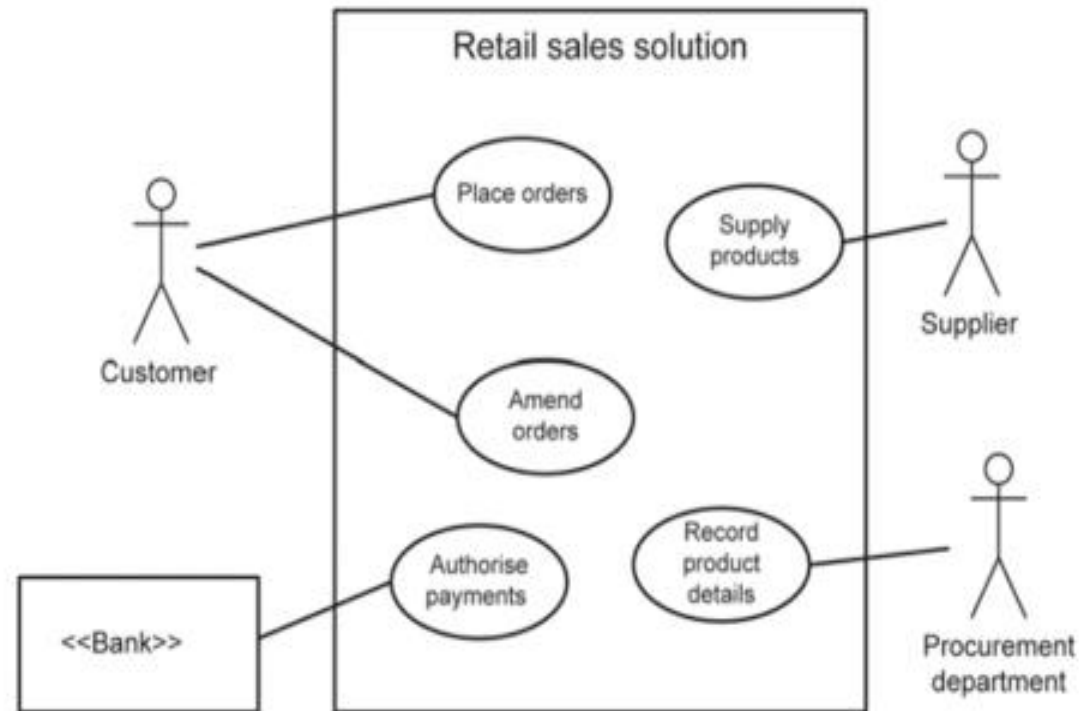 Retail sales solution
Place orders
Supply
products
Customer
Supplier
Amend
orders
Authorise
payments
Record
product
details
<<Bank>>
Procurement
department